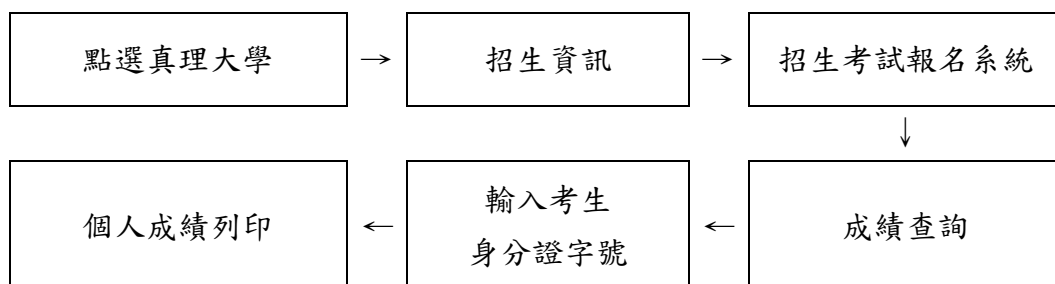 點選真理大學 → 招生資訊 → 招生考試報名系統
↓
個人成績列印 ← 輸入考生
身分證字號 ← 成績查詢